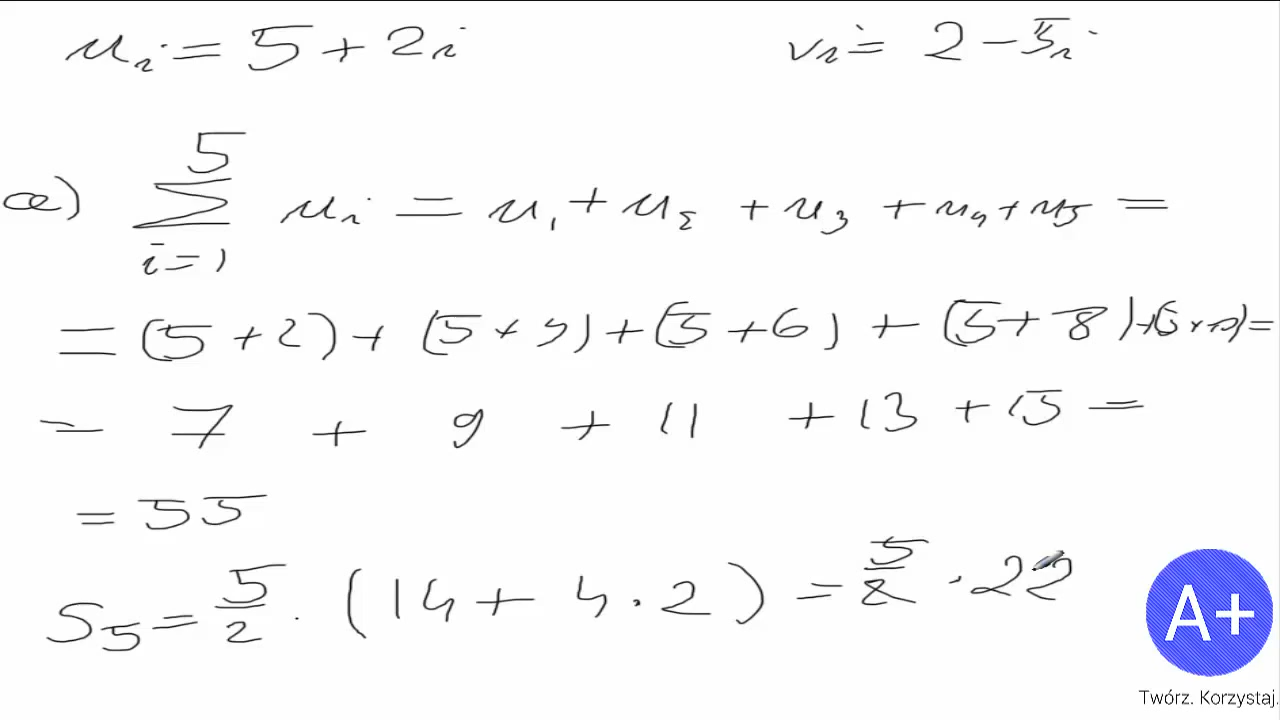 uᵢ = 5 + 2i vᵢ = 2 - 5i
a) ∑ᵢ₌₁⁵ uᵢ = u₁ + u₂ + u₃ + u₄ + u₅ =
= (5 + 2) + (5 + 4) + (5 + 6) + (5 + 8) + (5 + 10) =
= 7 + 9 + 11 + 13 + 15 =
= 55
S₅ = 5/2 · (14 + 4 · 2) = 5/2 · 22
A+
Twórz. Korzystaj.